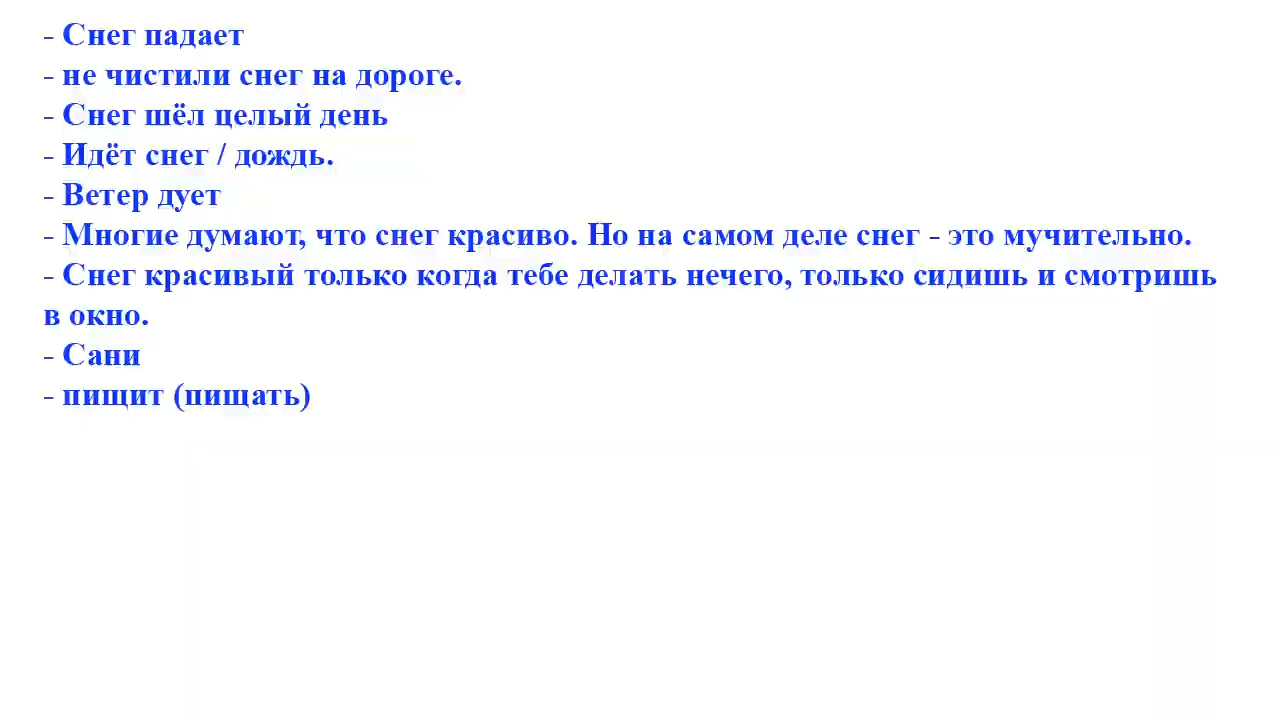 - Снег падает
- не чистили снег на дороге.
- Снег шёл целый день
- Идёт снег / дождь.
- Ветер дует
- Многие думают, что снег красиво. Но на самом деле снег - это мучительно.
- Снег красивый только когда тебе делать нечего, только сидишь и смотришь
в окно.
- Сани
- пищит (пищать)